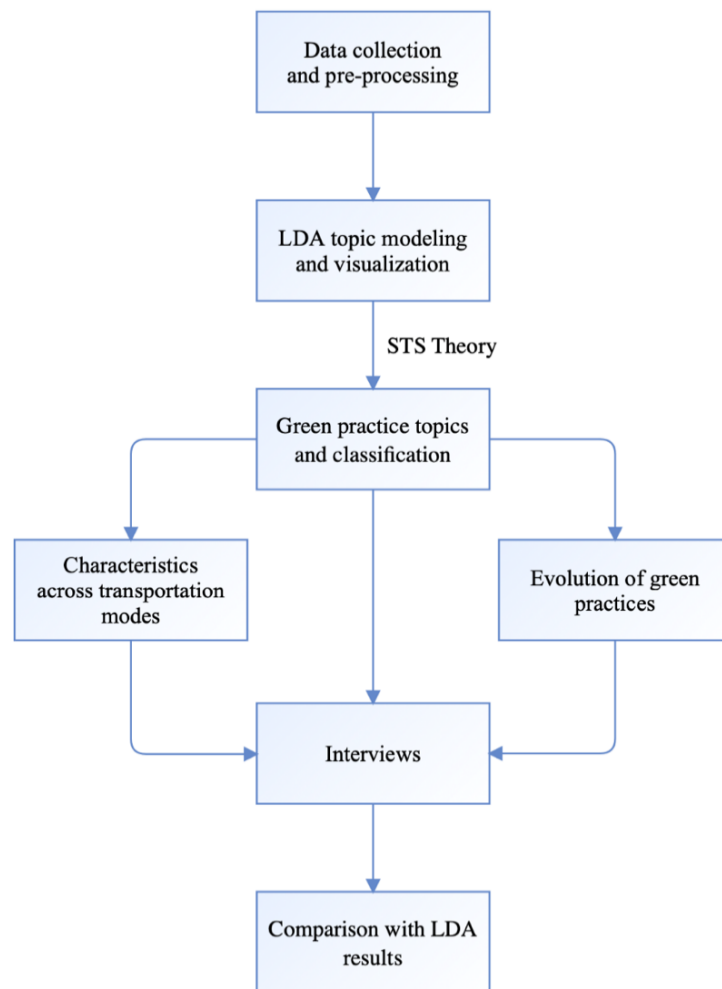 Data collection
and pre-processing
LDA topic modeling
and visualization
STS Theory
Green practice topics
and classification
Characteristics
across transportation
modes
Evolution of green
practices
Interviews
Comparison with LDA
results